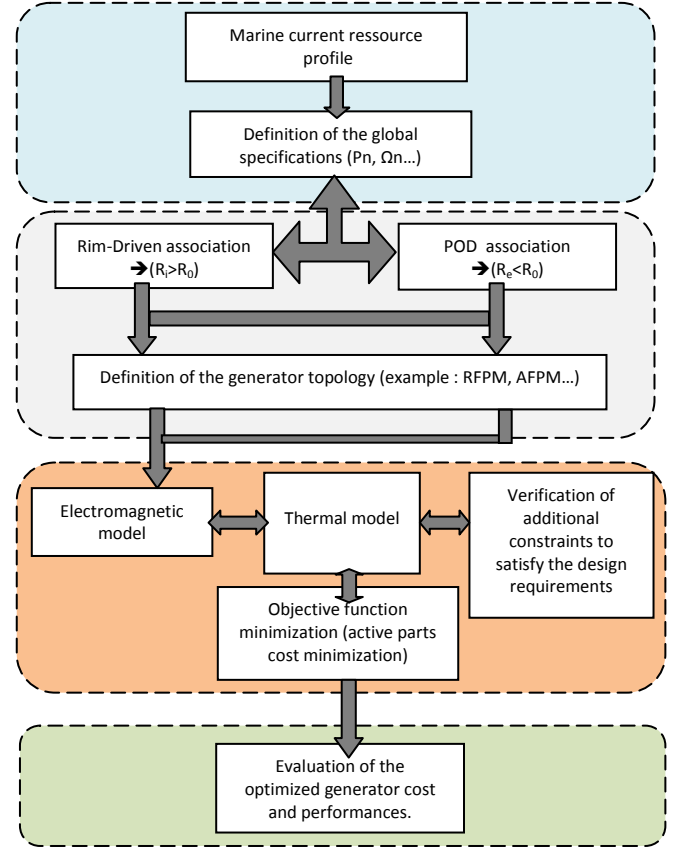 Marine current ressource
profile
Definition of the global
specifications (Pn, Ωn…)
Rim-Driven association
➔(Rᵢ>R₀)
POD association
➔(Rₑ<R₀)
Definition of the generator topology (example : RFPM, AFPM…)
Electromagnetic
model
Thermal model
Verification of
additional
constraints to
satisfy the design
requirements
Objective function
minimization (active parts
cost minimization)
Evaluation of the
optimized generator cost
and performances.